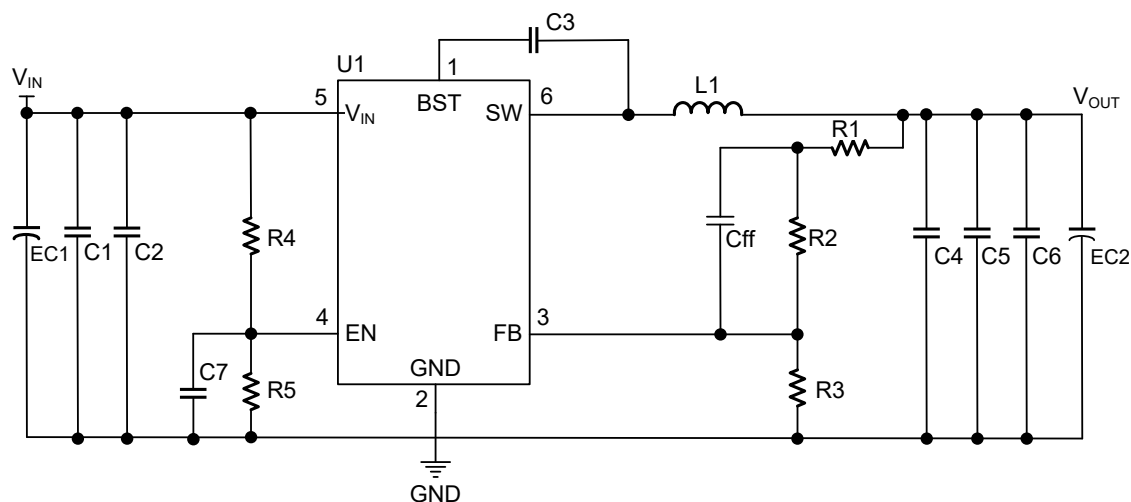 C3
U1
1
V_IN
5
BST
6
L1
V_OUT
V_IN
SW
R1
EC1
C1
C2
R4
Cff
R2
C4
C5
C6
EC2
4
EN
FB
3
C7
R5
GND
R3
2
GND